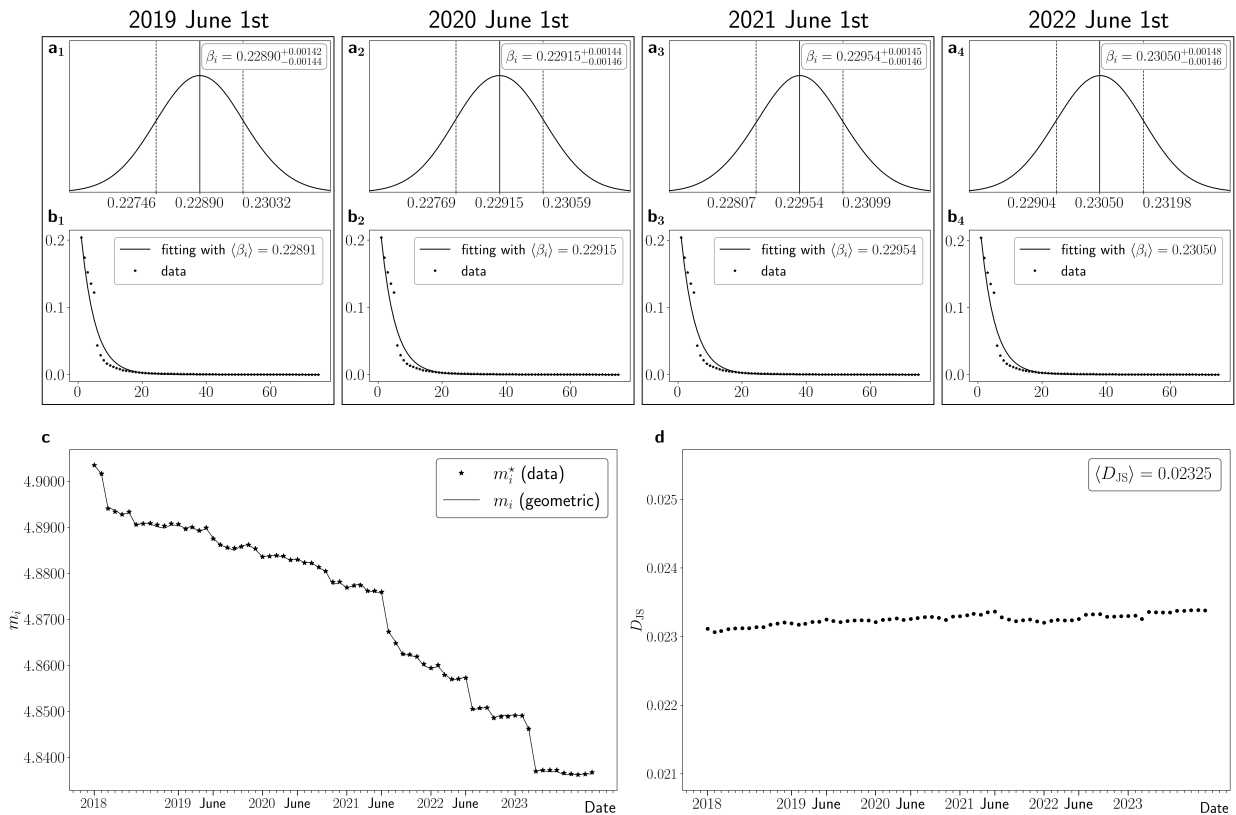 2019 June 1st
2020 June 1st
2021 June 1st
2022 June 1st
a₁
βᵢ = 0.22890 +0.00142 −0.00144
0.22746 0.22890 0.23032
a₂
βᵢ = 0.22915 +0.00144 −0.00146
0.22769 0.22915 0.23059
a₃
βᵢ = 0.22954 +0.00145 −0.00146
0.22807 0.22954 0.23099
a₄
βᵢ = 0.23050 +0.00148 −0.00146
0.22904 0.23050 0.23198
b₁
fitting with ⟨βᵢ⟩ = 0.22891
data
0.2
0.1
0.0
0 20 40 60
b₂
fitting with ⟨βᵢ⟩ = 0.22915
data
0.2
0.1
0.0
0 20 40 60
b₃
fitting with ⟨βᵢ⟩ = 0.22954
data
0.2
0.1
0.0
0 20 40 60
b₄
fitting with ⟨βᵢ⟩ = 0.23050
data
0.2
0.1
0.0
0 20 40 60
c
mᵢ* (data)
mᵢ (geometric)
4.9000
4.8900
4.8800
4.8700
4.8600
4.8500
4.8400
mᵢ
2018 2019 June 2020 June 2021 June 2022 June 2023
Date
d
⟨D_JS⟩ = 0.02325
0.025
0.024
0.023
0.022
0.021
D_JS
2018 2019 June 2020 June 2021 June 2022 June 2023
Date